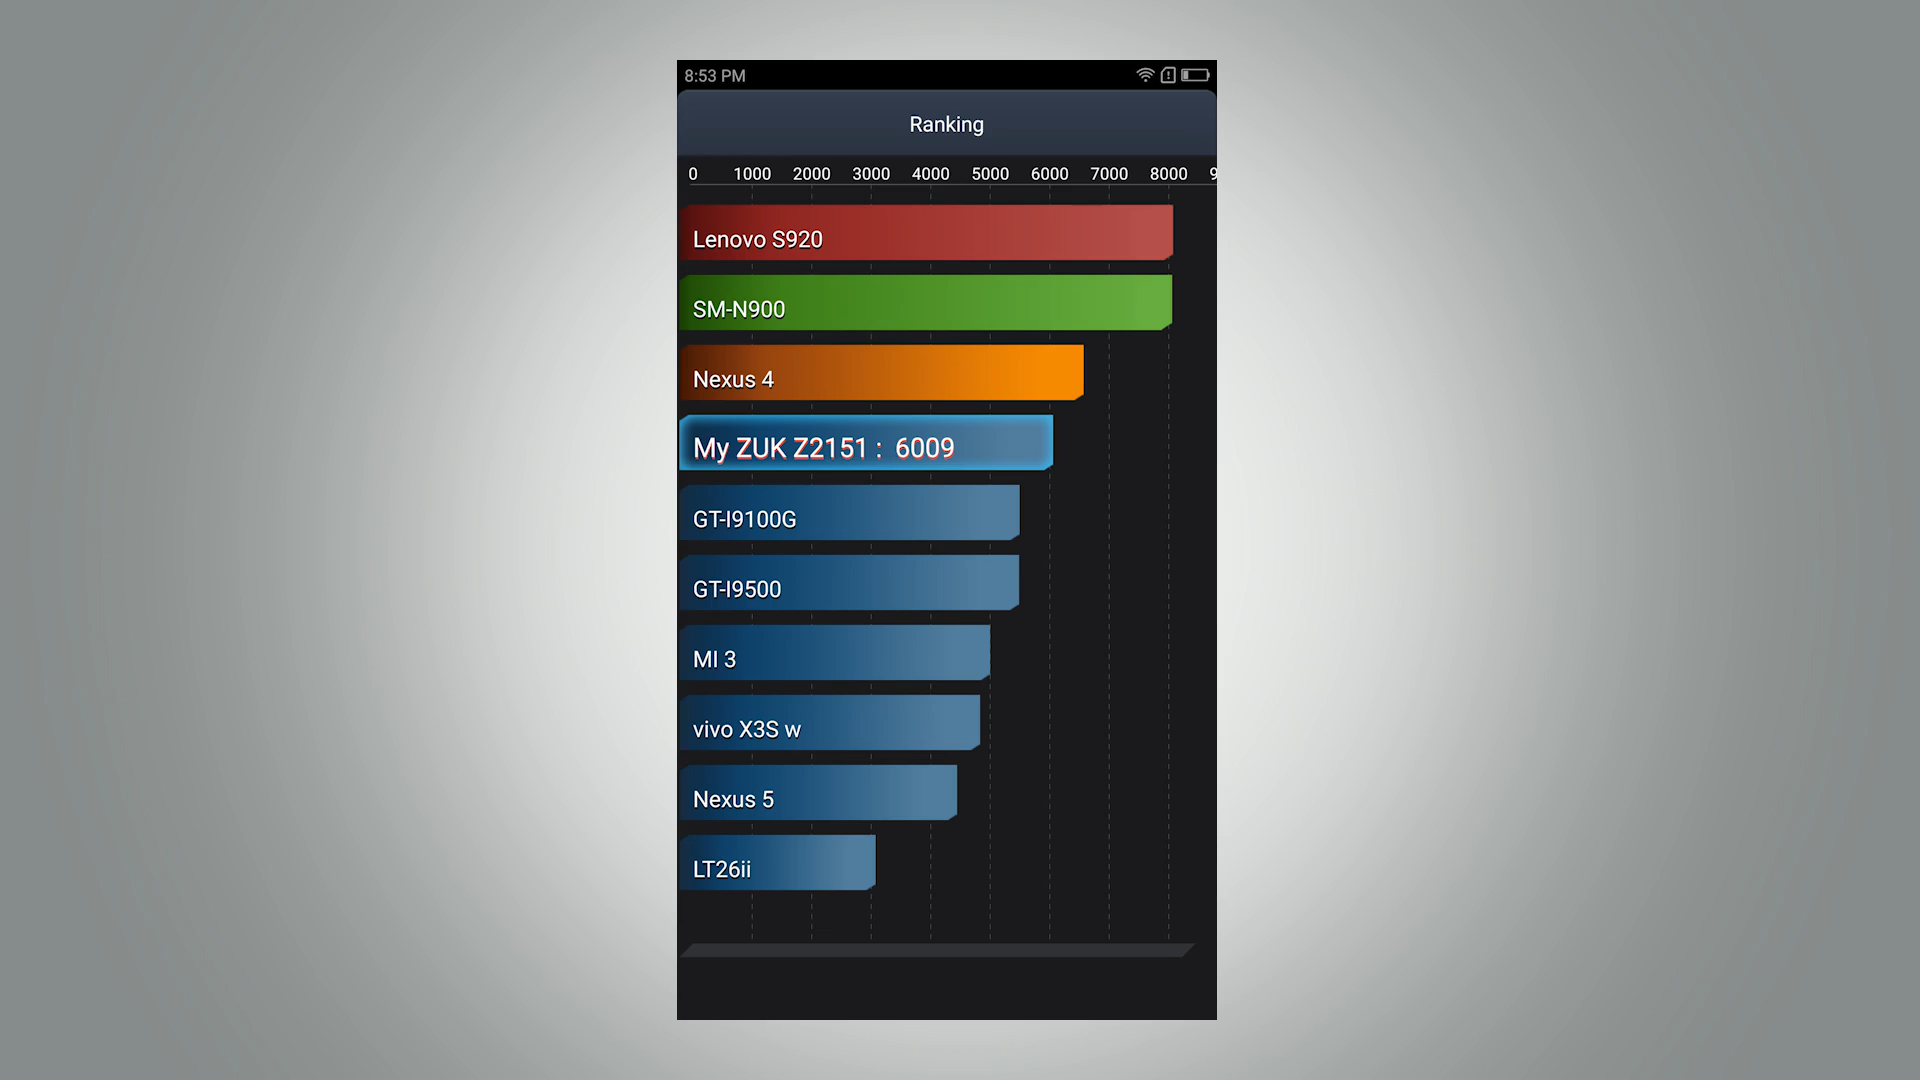 8:53 PM
Ranking
0 1000 2000 3000 4000 5000 6000 7000 8000 9
Lenovo S920
SM-N900
Nexus 4
My ZUK Z2151 : 6009
GT-I9100G
GT-I9500
MI 3
vivo X3S w
Nexus 5
LT26ii